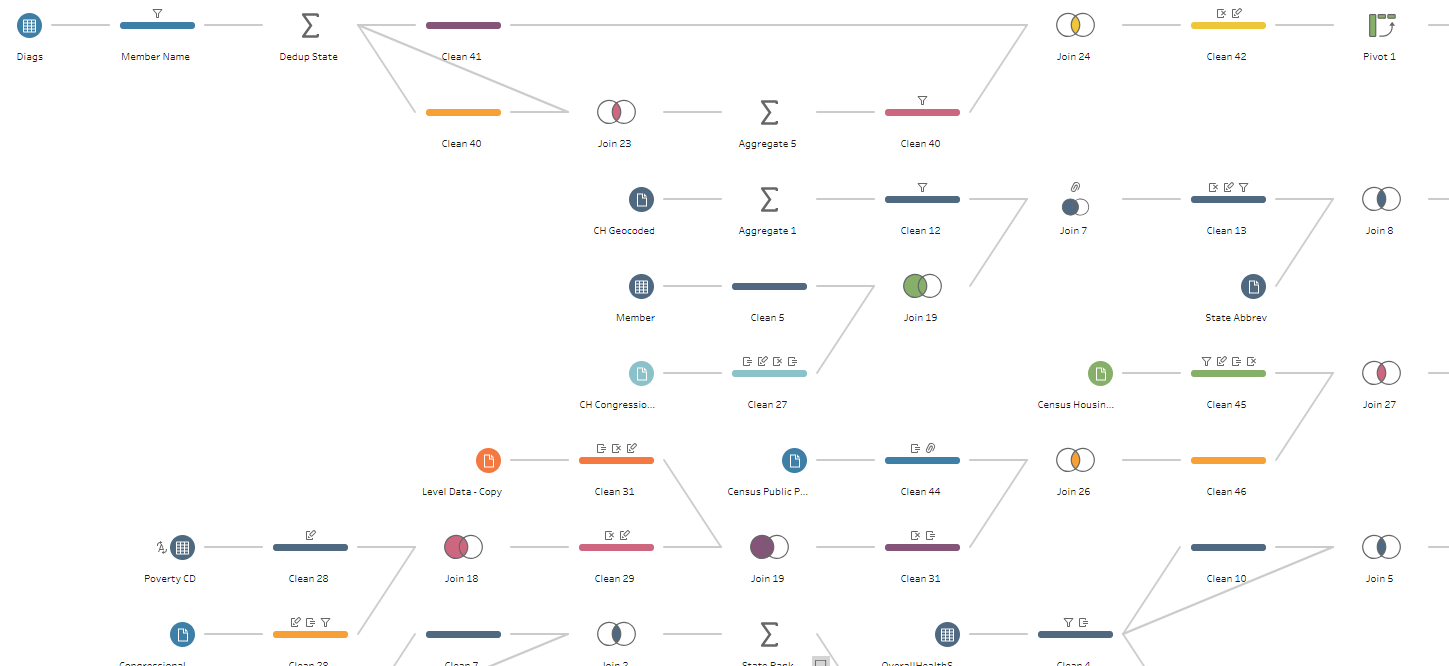 Diags Member Name Dedup State Clean 41 Join 24 Clean 42 Pivot 1
Clean 40 Join 23 Aggregate 5 Clean 40
CH Geocoded Aggregate 1 Clean 12 Join 7 Clean 13 Join 8
Member Clean 5 Join 19 State Abbrev
CH Congressio... Clean 27 Census Housin... Clean 45 Join 27
Level Data - Copy Clean 31 Census Public P... Clean 44 Join 26 Clean 46
Poverty CD Clean 28 Join 18 Clean 29 Join 19 Clean 31 Clean 10 Join 5
Congressional Clean 28 Clean 7 Join 2 State Rank OverallHealthS Clean 4